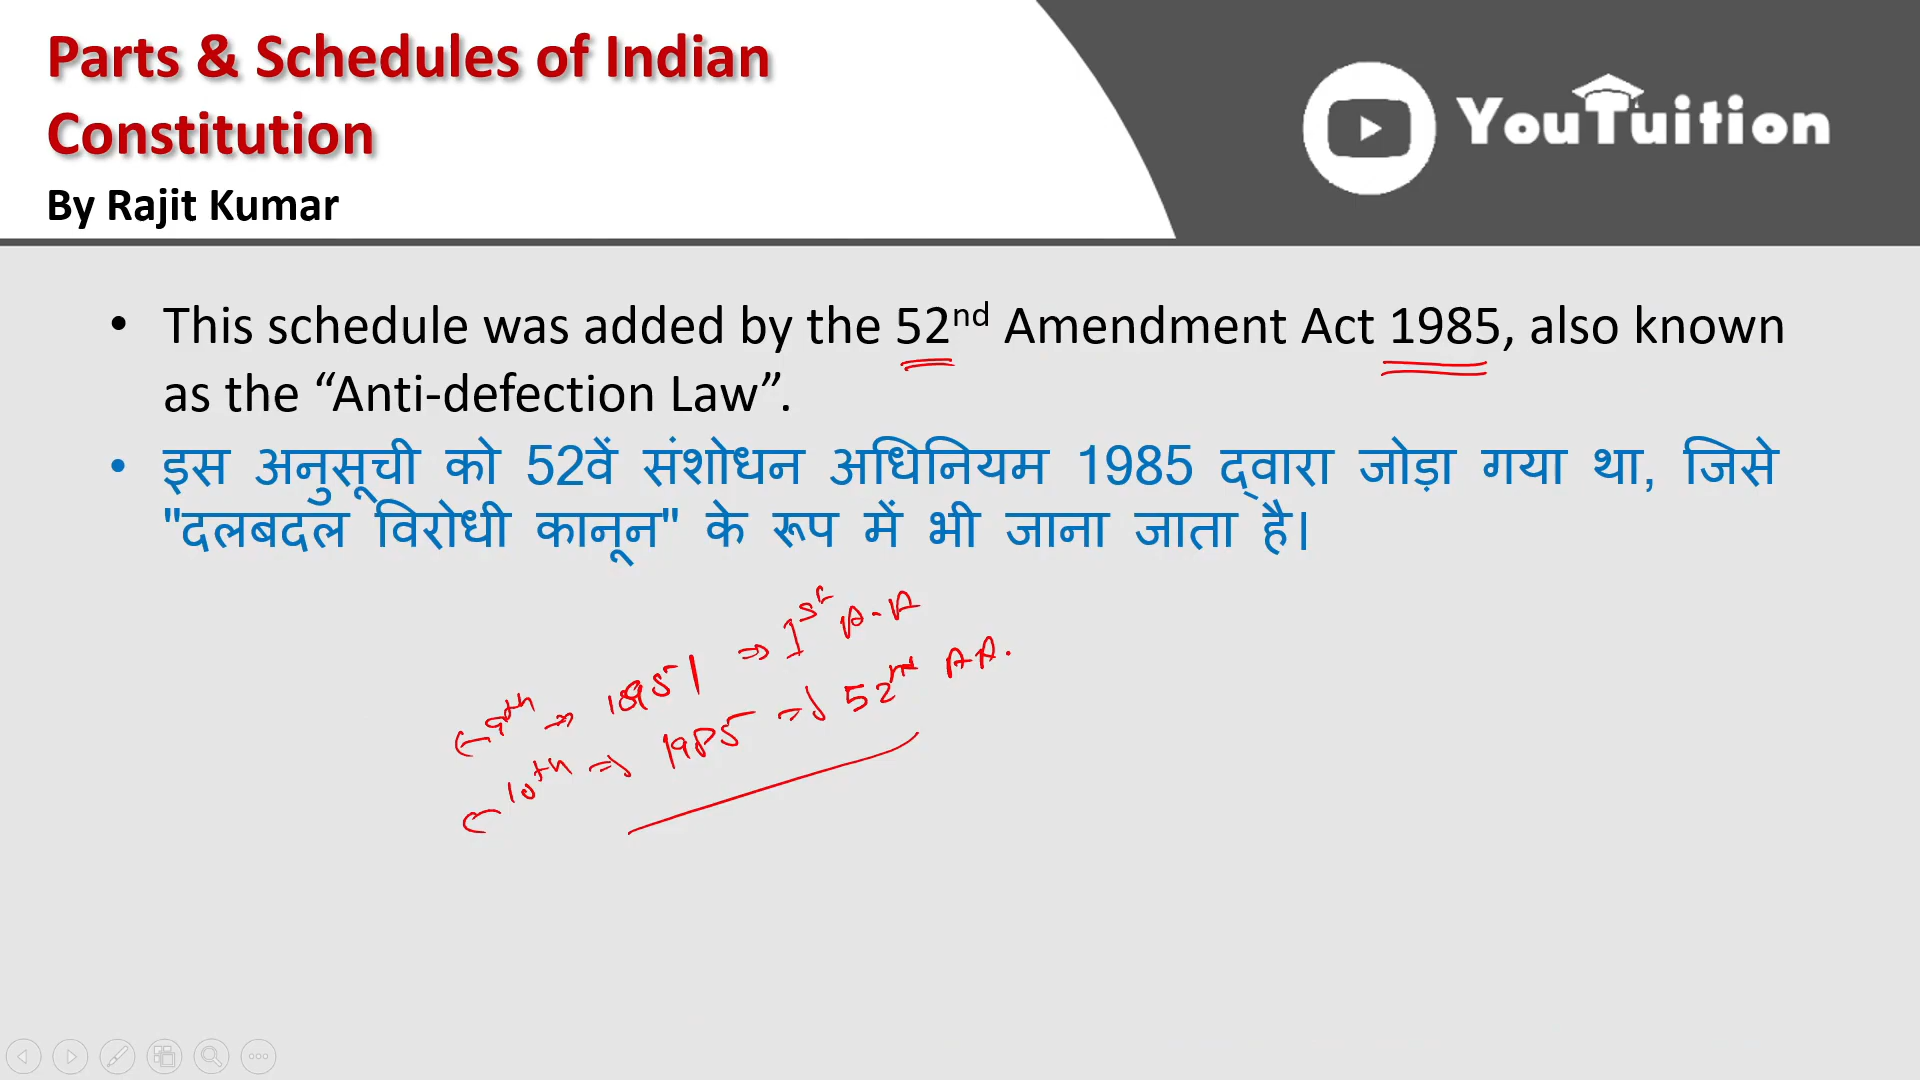 Parts & Schedules of Indian
Constitution
By Rajit Kumar
YouTuition
• This schedule was added by the 52nd Amendment Act 1985, also known
as the “Anti-defection Law”.
• इस अनुसूची को 52वें संशोधन अधिनियम 1985 द्वारा जोड़ा गया था, जिसे
"दलबदल विरोधी कानून" के रूप में भी जाना जाता है।
9th ⇒ 1951 ⇒ 1st A.A
10th ⇒ 1985 ⇒ 52nd AA.